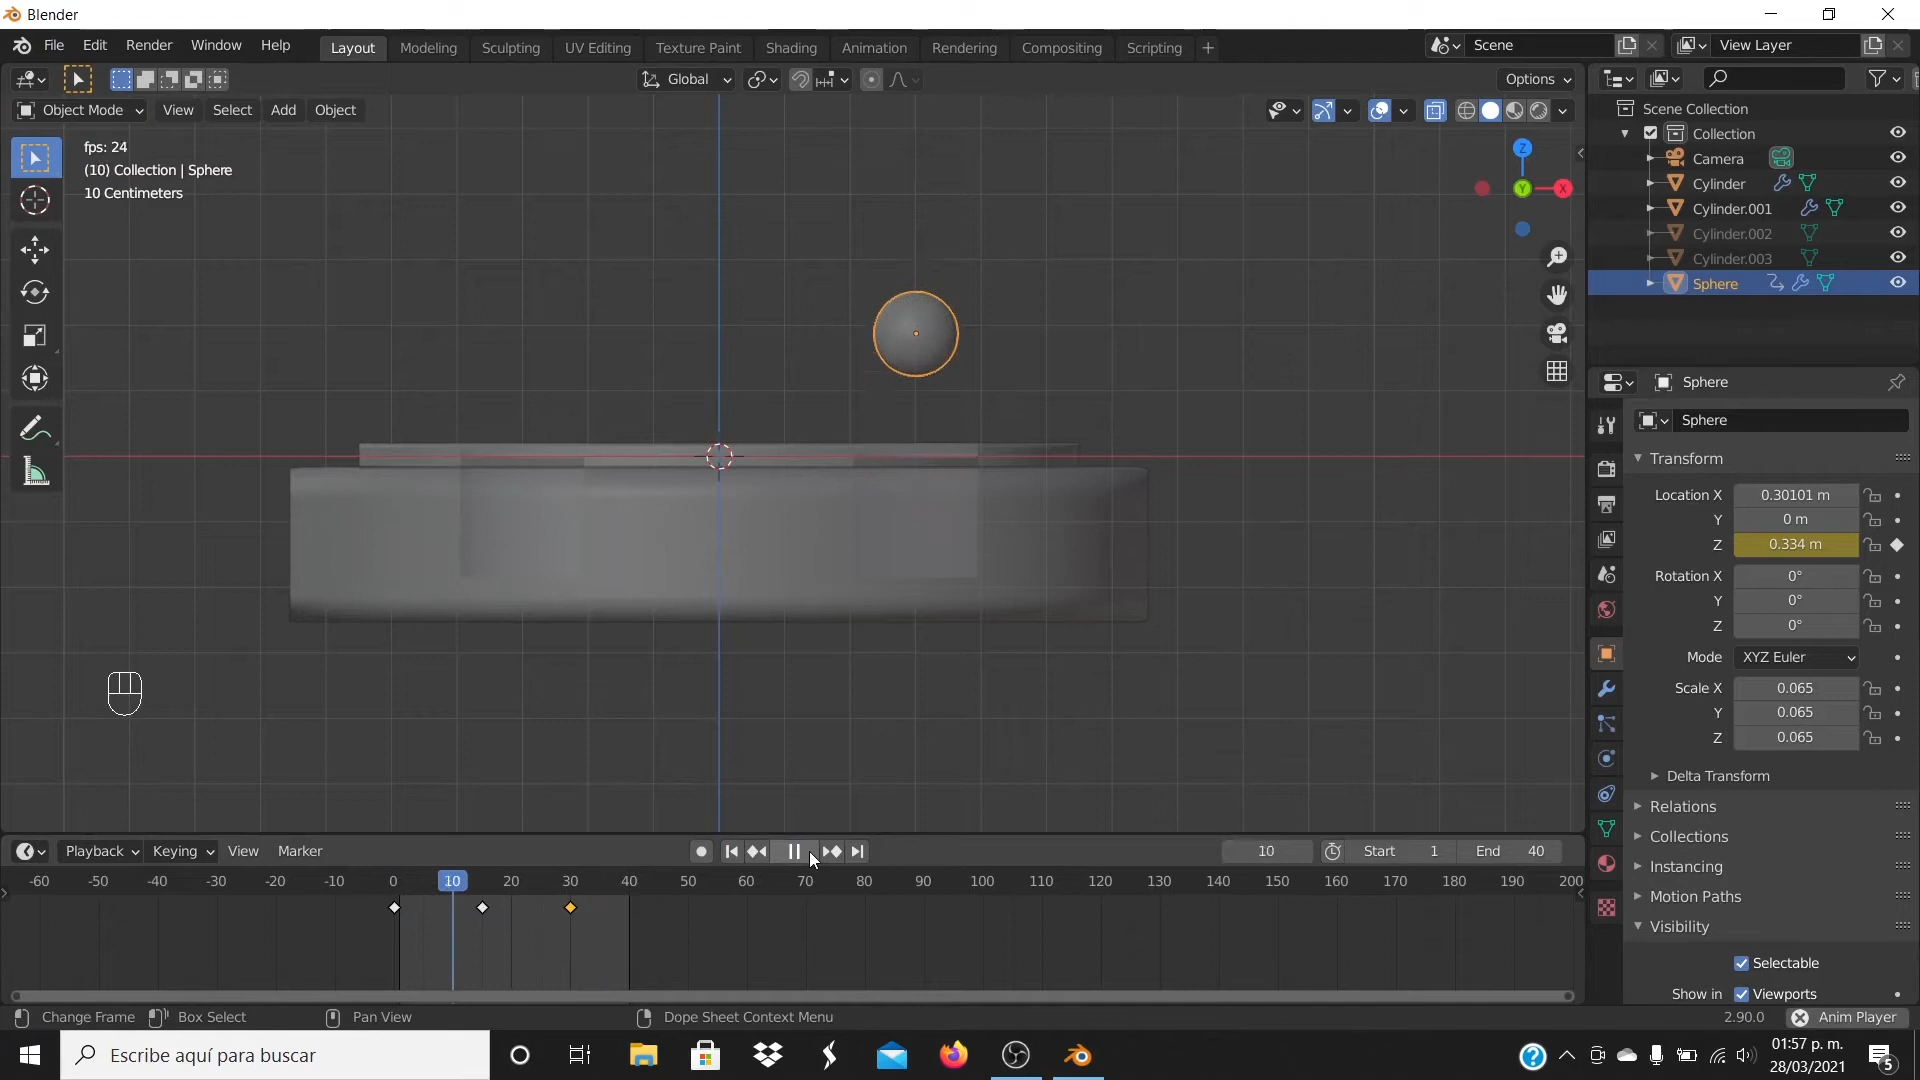 Blender
File Edit Render Window Help
Layout Modeling Sculpting UV Editing Texture Paint Shading Animation Rendering Compositing Scripting +
Scene
View Layer
Global
Options
Object Mode View Select Add Object
fps: 24
(10) Collection | Sphere
10 Centimeters
Z
Y
X
Scene Collection
Collection
Camera
Cylinder
Cylinder.001
Cylinder.002
Cylinder.003
Sphere
Sphere
Sphere
Transform
Location X 0.30101 m
Y 0 m
Z 0.334 m
Rotation X 0°
Y 0°
Z 0°
Mode XYZ Euler
Scale X 0.065
Y 0.065
Z 0.065
Delta Transform
Relations
Collections
Instancing
Motion Paths
Visibility
Selectable
Show in Viewports
Playback Keying View Marker
10 Start 1 End 40
-60 -50 -40 -30 -20 -10 0 10 20 30 40 50 60 70 80 90 100 110 120 130 140 150 160 170 180 190 200
Change Frame Box Select Pan View Dope Sheet Context Menu 2.90.0 Anim Player
Escribe aquí para buscar
01:57 p. m.
28/03/2021
5